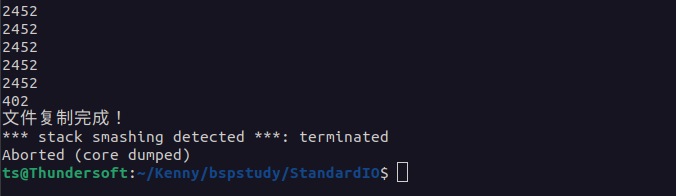 2452
2452
2452
2452
2452
402
文件复制完成！
*** stack smashing detected ***: terminated
Aborted (core dumped)
ts@Thundersoft:~/Kenny/bspstudy/StandardIO$